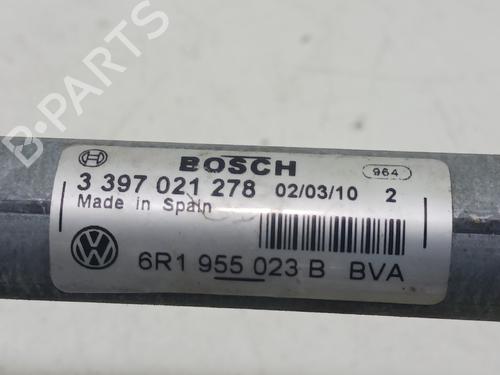 B-PARTS
BOSCH
964
3 397 021 278 02/03/10 2
Made in Spain
6R1 955 023 B BVA